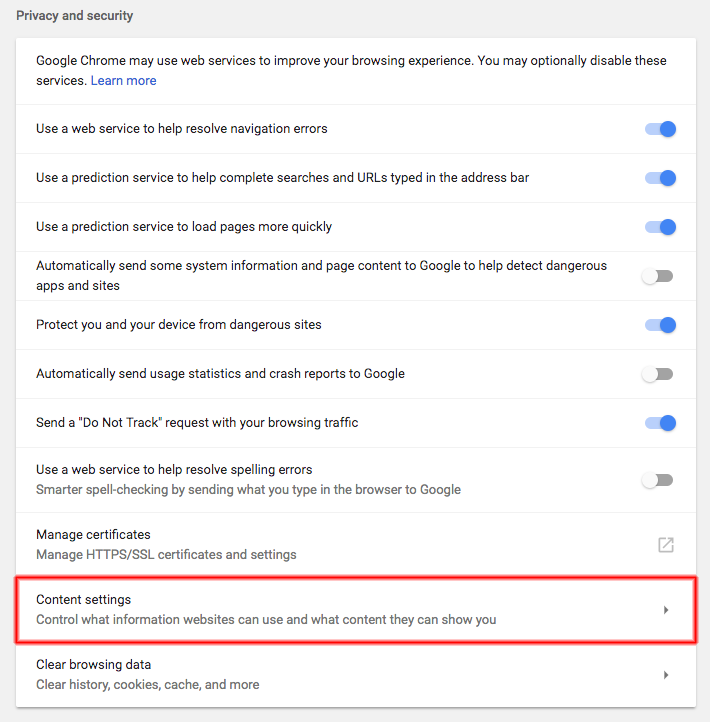 Privacy and security
Google Chrome may use web services to improve your browsing experience. You may optionally disable these
services. Learn more
Use a web service to help resolve navigation errors
Use a prediction service to help complete searches and URLs typed in the address bar
Use a prediction service to load pages more quickly
Automatically send some system information and page content to Google to help detect dangerous
apps and sites
Protect you and your device from dangerous sites
Automatically send usage statistics and crash reports to Google
Send a "Do Not Track" request with your browsing traffic
Use a web service to help resolve spelling errors
Smarter spell-checking by sending what you type in the browser to Google
Manage certificates
Manage HTTPS/SSL certificates and settings
Content settings
Control what information websites can use and what content they can show you
Clear browsing data
Clear history, cookies, cache, and more